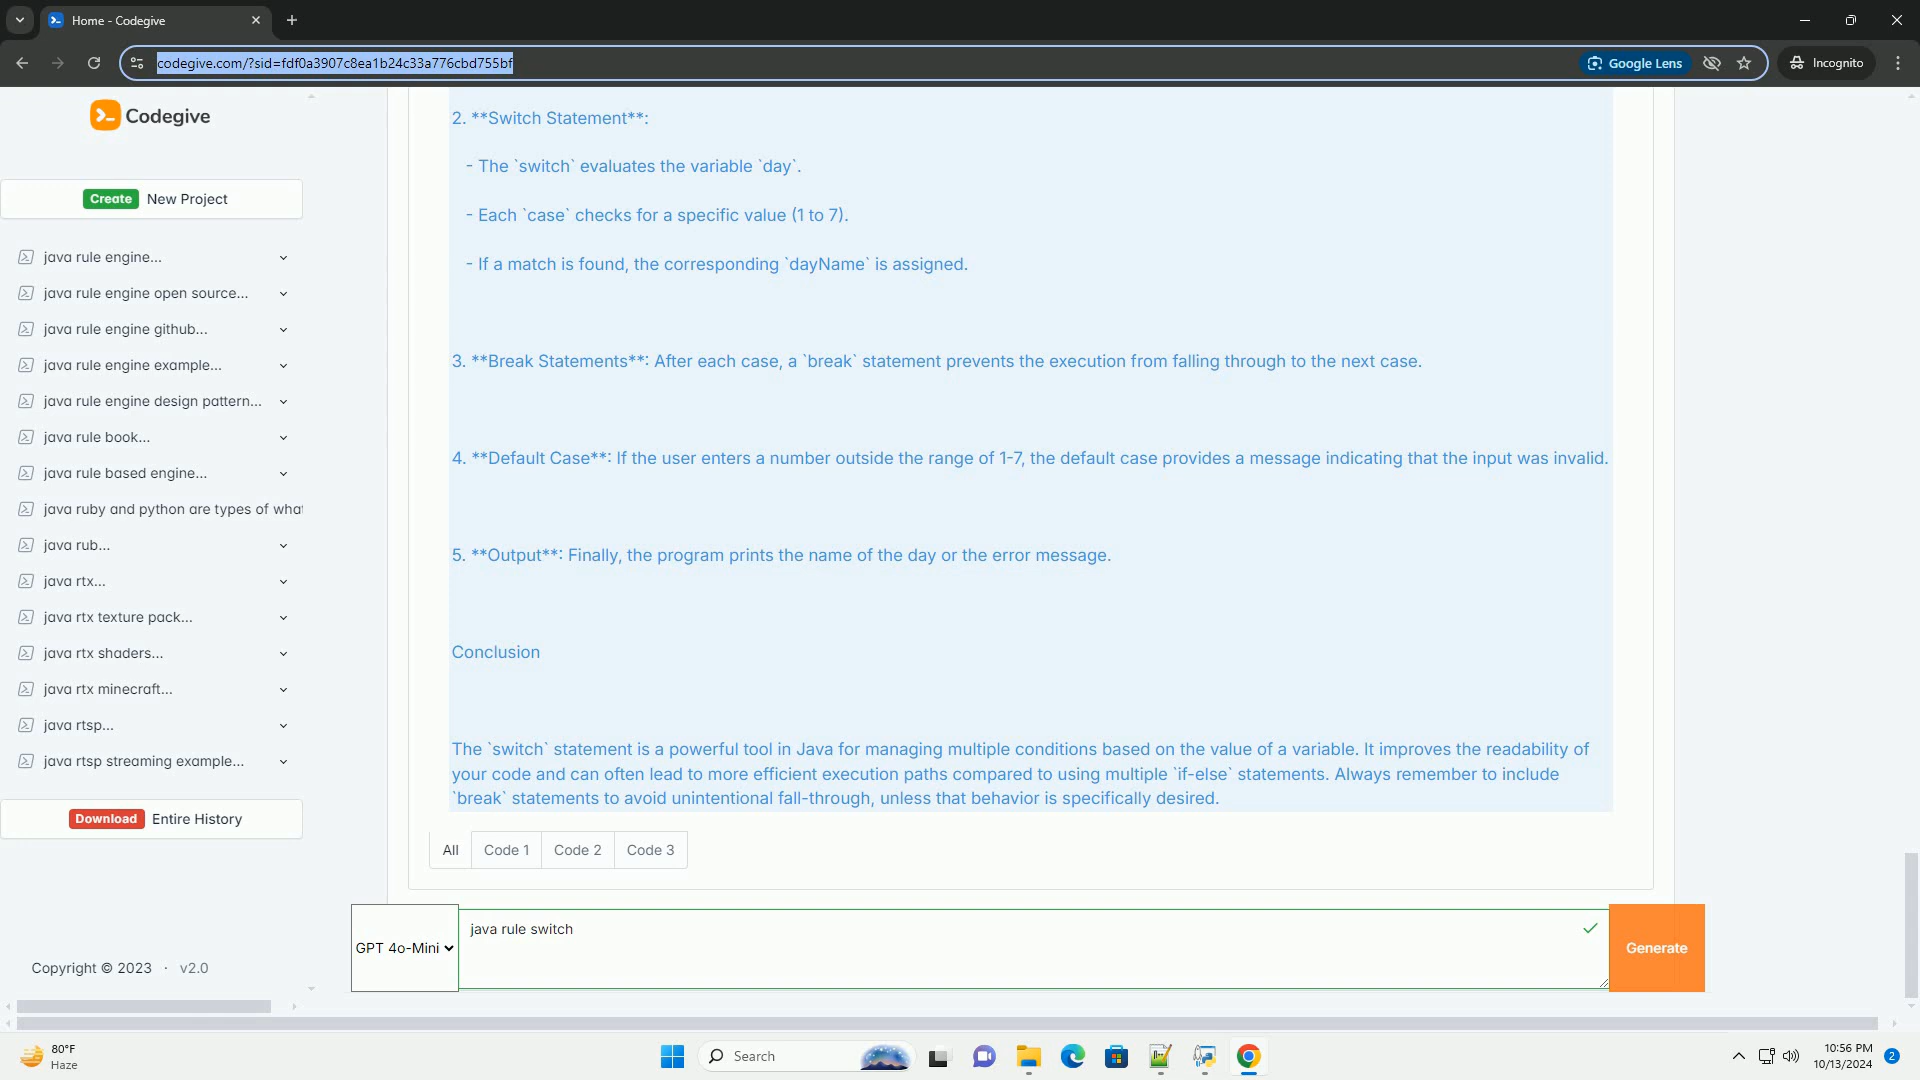 Home - Codegive
codegive.com/?sid=fdf0a3907c8ea1b24c33a776cbd755bf
Google Lens
Incognito
Codegive
Create New Project
java rule engine...
java rule engine open source...
java rule engine github...
java rule engine example...
java rule engine design pattern...
java rule book...
java rule based engine...
java ruby and python are types of what
java rub...
java rtx...
java rtx texture pack...
java rtx shaders...
java rtx minecraft...
java rtsp...
java rtsp streaming example...
Download Entire History
Copyright © 2023 · v2.0
2. **Switch Statement**:
- The `switch` evaluates the variable `day`.
- Each `case` checks for a specific value (1 to 7).
- If a match is found, the corresponding `dayName` is assigned.
3. **Break Statements**: After each case, a `break` statement prevents the execution from falling through to the next case.
4. **Default Case**: If the user enters a number outside the range of 1-7, the default case provides a message indicating that the input was invalid.
5. **Output**: Finally, the program prints the name of the day or the error message.
Conclusion
The `switch` statement is a powerful tool in Java for managing multiple conditions based on the value of a variable. It improves the readability of
your code and can often lead to more efficient execution paths compared to using multiple `if-else` statements. Always remember to include
`break` statements to avoid unintentional fall-through, unless that behavior is specifically desired.
All Code 1 Code 2 Code 3
GPT 4o-Mini
java rule switch
Generate
80°F
Haze
Search
10:56 PM
10/13/2024
2